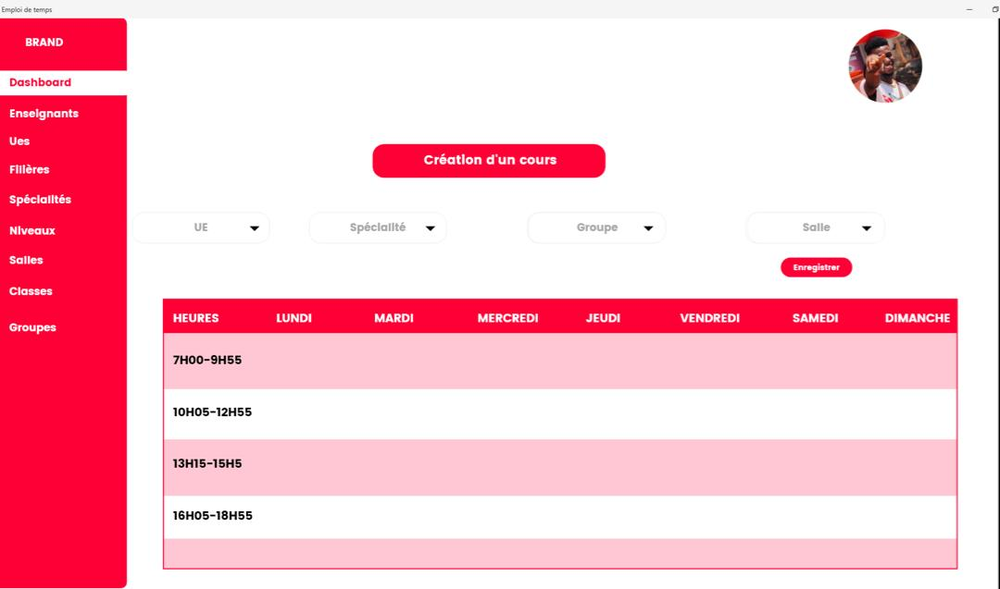 Emploi de temps
BRAND
Dashboard
Enseignants
Ues
Filières
Spécialités
Niveaux
Salles
Classes
Groupes
Création d'un cours
UE Spécialité Groupe Salle
Enregistrer
HEURES LUNDI MARDI MERCREDI JEUDI VENDREDI SAMEDI DIMANCHE
7H00-9H55
10H05-12H55
13H15-15H5
16H05-18H55